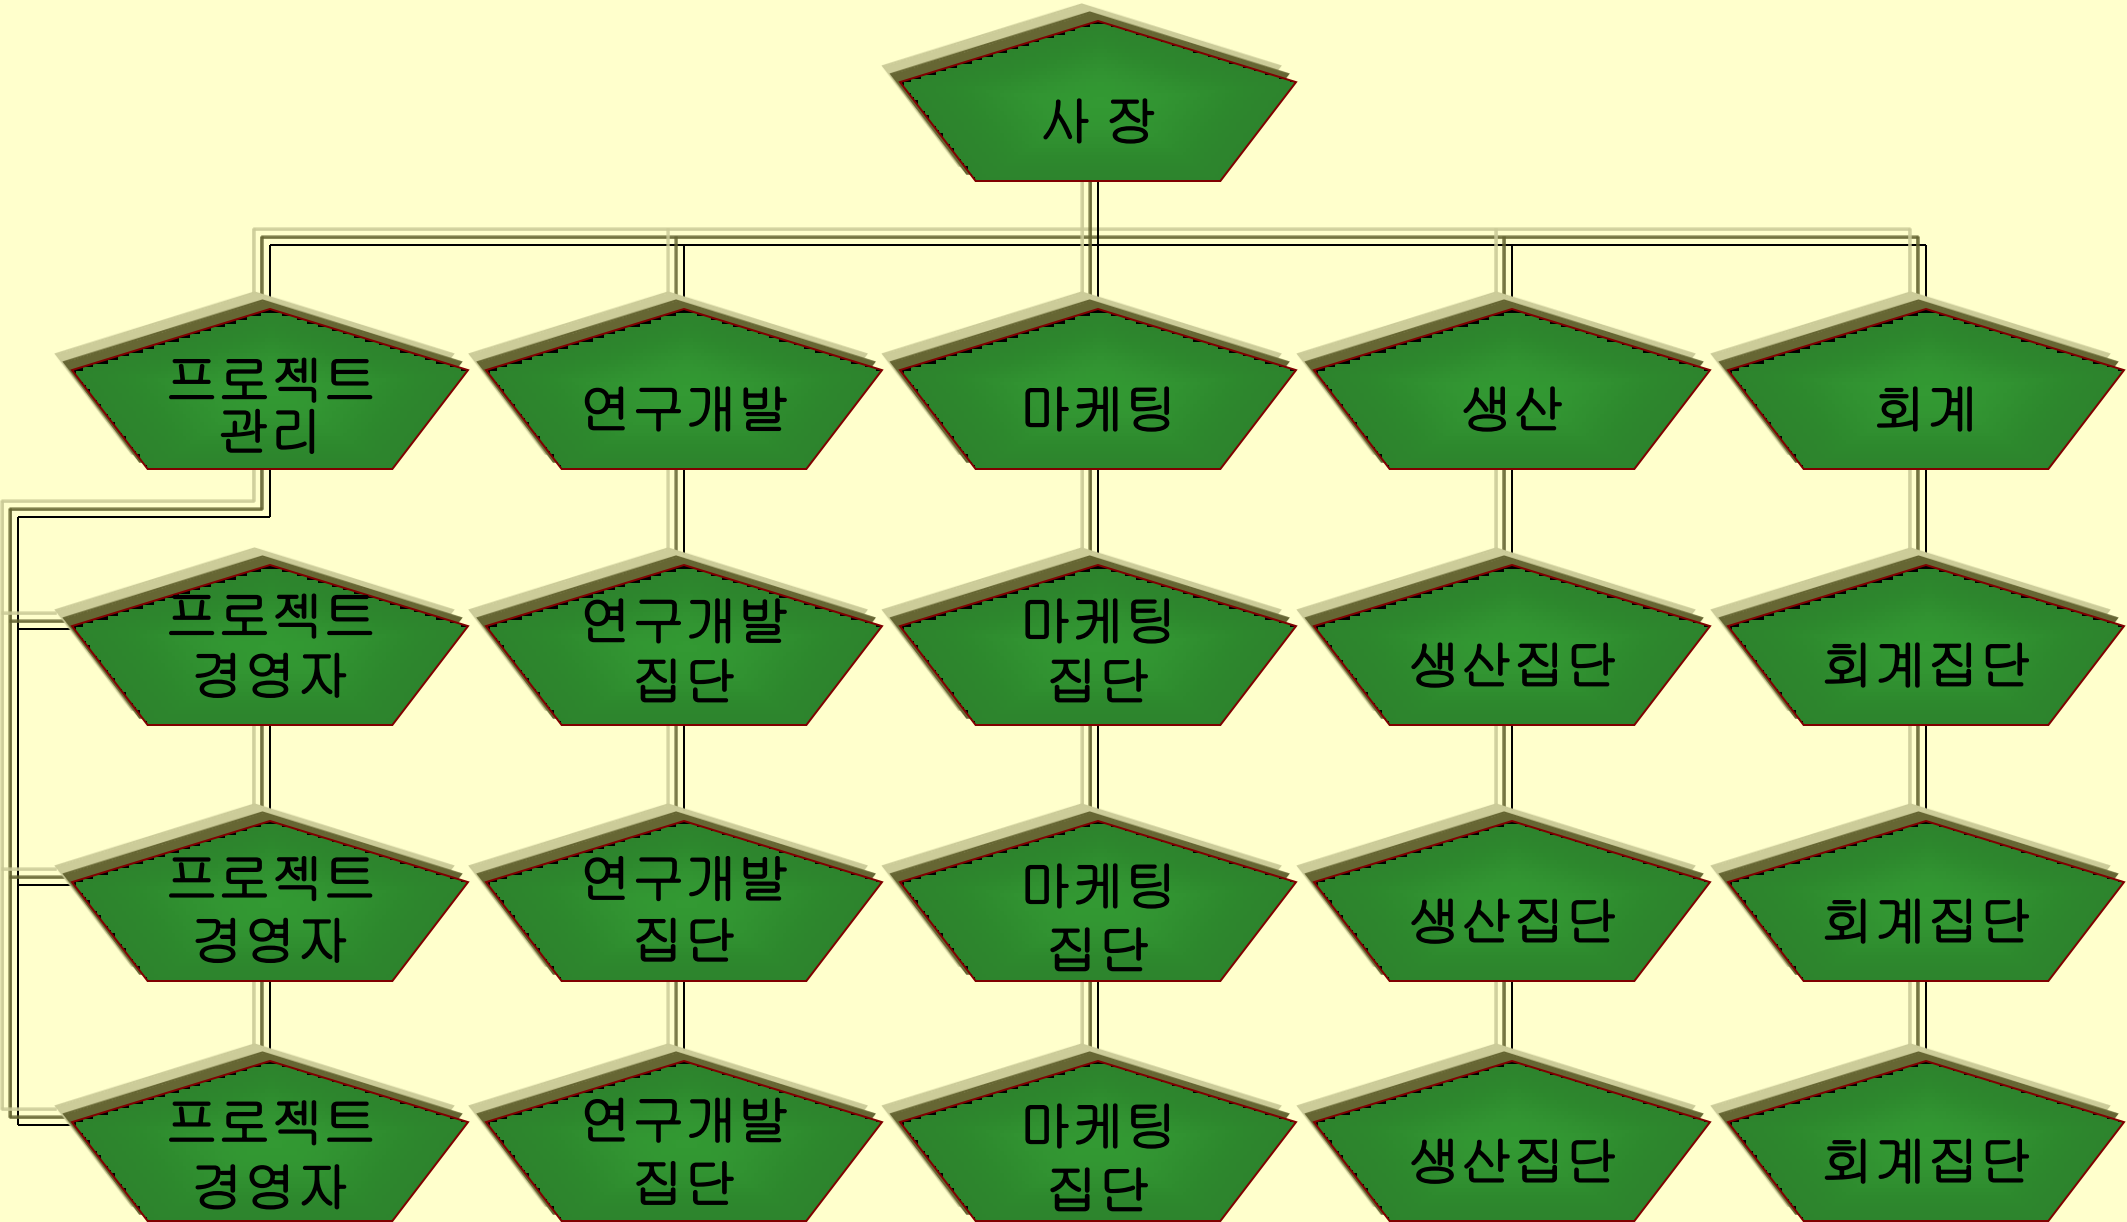 사 장
프로젝트
관리
연구개발
마케팅
생산
회계
프로젝트
경영자
연구개발
집단
마케팅
집단
생산집단
회계집단
프로젝트
경영자
연구개발
집단
마케팅
집단
생산집단
회계집단
프로젝트
경영자
연구개발
집단
마케팅
집단
생산집단
회계집단